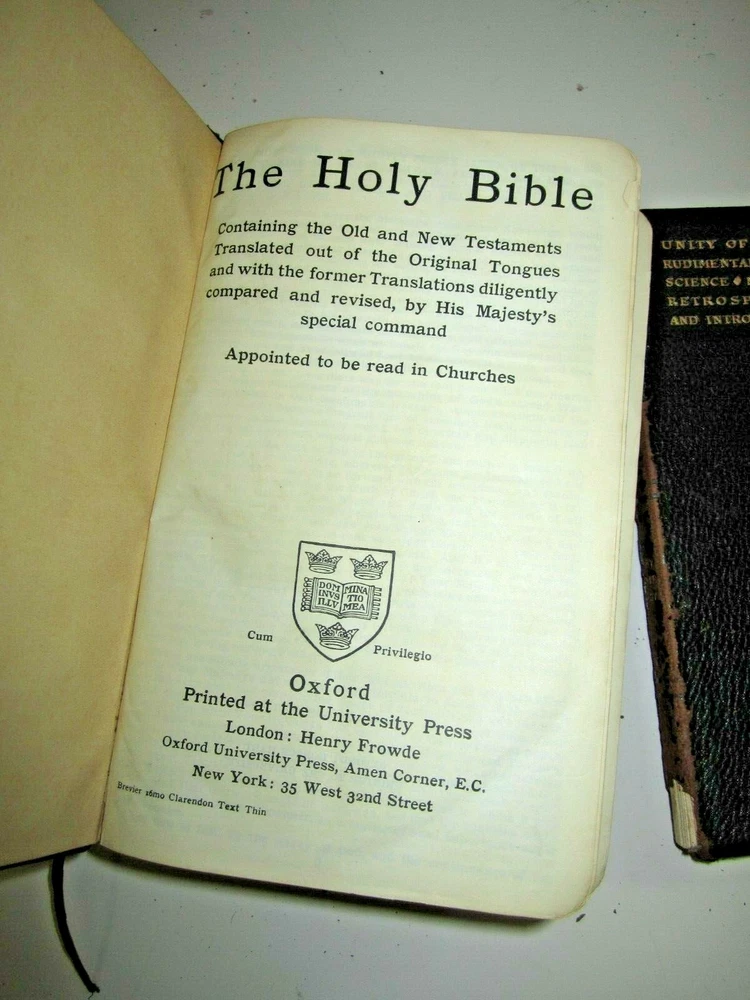 The Holy Bible
Containing the Old and New Testaments
Translated out of the Original Tongues
and with the former Translations diligently
compared and revised, by His Majesty's
special command
Appointed to be read in Churches
DOM MINA
INVS TIO
ILLV MEA
Cum Privilegio
Oxford
Printed at the University Press
London: Henry Frowde
Oxford University Press, Amen Corner, E.C.
New York: 35 West 32nd Street
Brevier 16mo Clarendon Text Thin
UNITY OF
RUDIMENTA
SCIENCE
RETROSP
AND INTRO